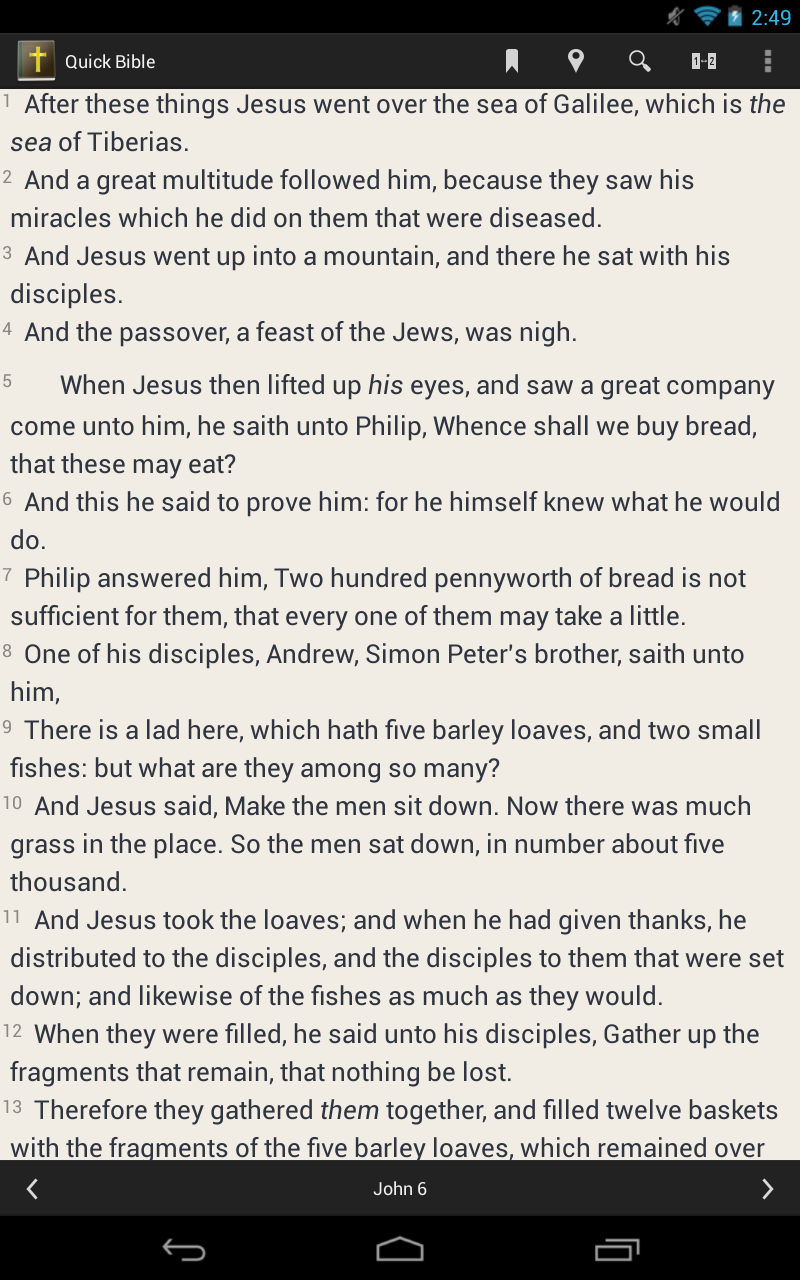 2:49
Quick Bible
1 After these things Jesus went over the sea of Galilee, which is the
sea of Tiberias.
2 And a great multitude followed him, because they saw his
miracles which he did on them that were diseased.
3 And Jesus went up into a mountain, and there he sat with his
disciples.
4 And the passover, a feast of the Jews, was nigh.
5 When Jesus then lifted up his eyes, and saw a great company
come unto him, he saith unto Philip, Whence shall we buy bread,
that these may eat?
6 And this he said to prove him: for he himself knew what he would
do.
7 Philip answered him, Two hundred pennyworth of bread is not
sufficient for them, that every one of them may take a little.
8 One of his disciples, Andrew, Simon Peter's brother, saith unto
him,
9 There is a lad here, which hath five barley loaves, and two small
fishes: but what are they among so many?
10 And Jesus said, Make the men sit down. Now there was much
grass in the place. So the men sat down, in number about five
thousand.
11 And Jesus took the loaves; and when he had given thanks, he
distributed to the disciples, and the disciples to them that were set
down; and likewise of the fishes as much as they would.
12 When they were filled, he said unto his disciples, Gather up the
fragments that remain, that nothing be lost.
13 Therefore they gathered them together, and filled twelve baskets
with the fragments of the five barley loaves, which remained over
John 6